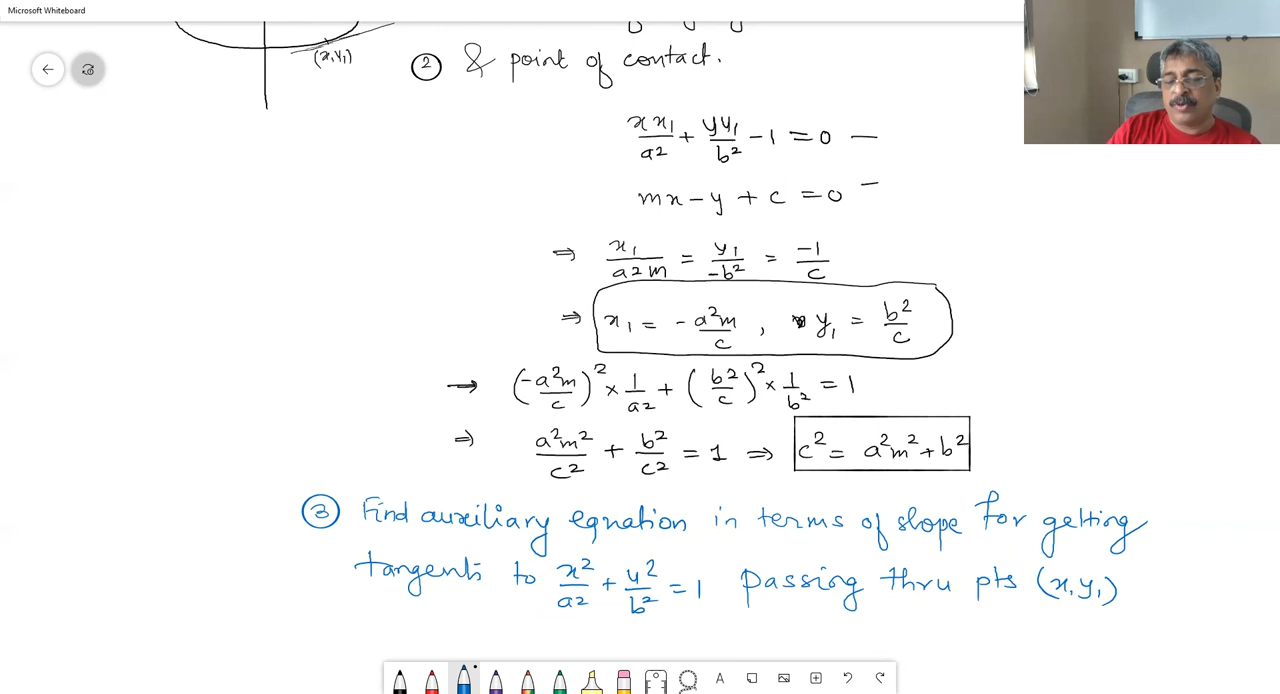 Microsoft Whiteboard
(x,y₁)
② & point of contact.
xx₁/a² + yy₁/b² - 1 = 0 —
mx - y + c = 0 —
⇒ x₁/a²m = y₁/-b² = -1/c
⇒ x₁ = - a²m/c , y₁ = b²/c
→ (-a²m/c)² × 1/a² + (b²/c)² × 1/b² = 1
⇒ a²m²/c² + b²/c² = 1 ⇒ c² = a²m² + b²
③ Find auxiliary equation in terms of slope for getting
tangents to x²/a² + y²/b² = 1 passing thru pts (x,y₁)
A